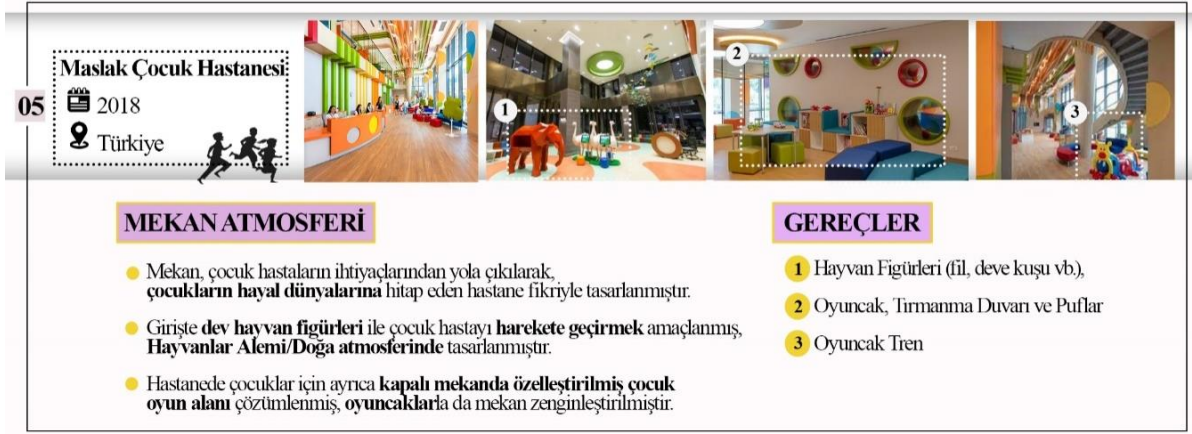 05
Maslak Çocuk Hastanesi
2018
Türkiye
1
2
3
MEKAN ATMOSFERİ
Mekan, çocuk hastaların ihtiyaçlarından yola çıkılarak,
çocukların hayal dünyalarına hitap eden hastane fikriyle tasarlanmıştır.
Girişte dev hayvan figürleri ile çocuk hastayı harekete geçirmek amaçlanmış,
Hayvanlar Alemi/Doğa atmosferinde tasarlanmıştır.
Hastanede çocuklar için ayrıca kapalı mekanda özelleştirilmiş çocuk
oyun alanı çözümlenmiş, oyuncaklarla da mekan zenginleştirilmiştir.
GEREÇLER
1 Hayvan Figürleri (fil, deve kuşu vb.),
2 Oyuncak, Tırmanma Duvarı ve Puflar
3 Oyuncak Tren